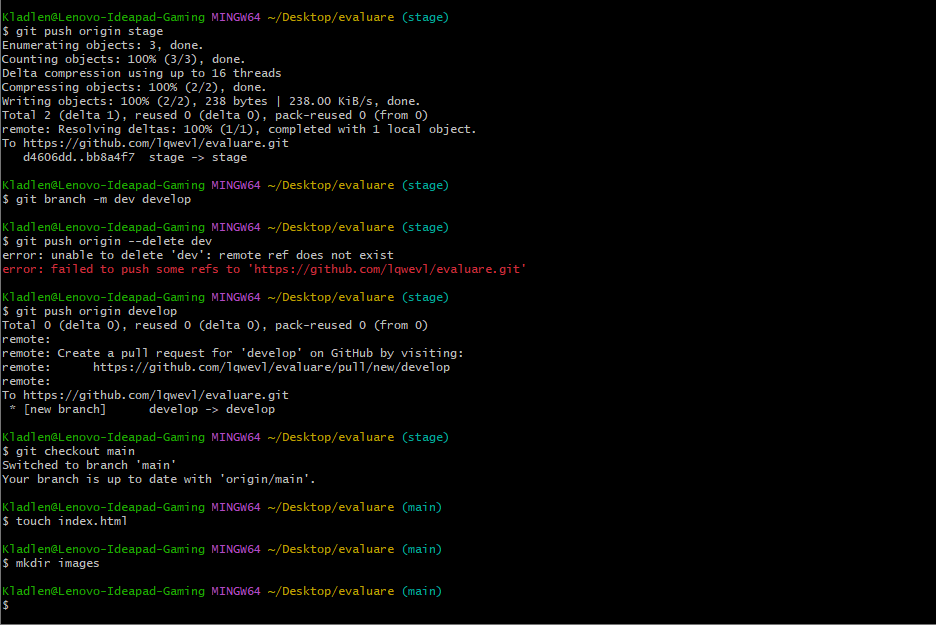 Kladlen@Lenovo-Ideapad-Gaming MINGW64 ~/Desktop/evaluare (stage)
$ git push origin stage
Enumerating objects: 3, done.
Counting objects: 100% (3/3), done.
Delta compression using up to 16 threads
Compressing objects: 100% (2/2), done.
Writing objects: 100% (2/2), 238 bytes | 238.00 KiB/s, done.
Total 2 (delta 1), reused 0 (delta 0), pack-reused 0 (from 0)
remote: Resolving deltas: 100% (1/1), completed with 1 local object.
To https://github.com/lqwevl/evaluare.git
   d4606dd..bb8a4f7  stage -> stage
Kladlen@Lenovo-Ideapad-Gaming MINGW64 ~/Desktop/evaluare (stage)
$ git branch -m dev develop
Kladlen@Lenovo-Ideapad-Gaming MINGW64 ~/Desktop/evaluare (stage)
$ git push origin --delete dev
error: unable to delete 'dev': remote ref does not exist
error: failed to push some refs to 'https://github.com/lqwevl/evaluare.git'
Kladlen@Lenovo-Ideapad-Gaming MINGW64 ~/Desktop/evaluare (stage)
$ git push origin develop
Total 0 (delta 0), reused 0 (delta 0), pack-reused 0 (from 0)
remote:
remote: Create a pull request for 'develop' on GitHub by visiting:
remote:      https://github.com/lqwevl/evaluare/pull/new/develop
remote:
To https://github.com/lqwevl/evaluare.git
 * [new branch]      develop -> develop
Kladlen@Lenovo-Ideapad-Gaming MINGW64 ~/Desktop/evaluare (stage)
$ git checkout main
Switched to branch 'main'
Your branch is up to date with 'origin/main'.
Kladlen@Lenovo-Ideapad-Gaming MINGW64 ~/Desktop/evaluare (main)
$ touch index.html
Kladlen@Lenovo-Ideapad-Gaming MINGW64 ~/Desktop/evaluare (main)
$ mkdir images
Kladlen@Lenovo-Ideapad-Gaming MINGW64 ~/Desktop/evaluare (main)
$